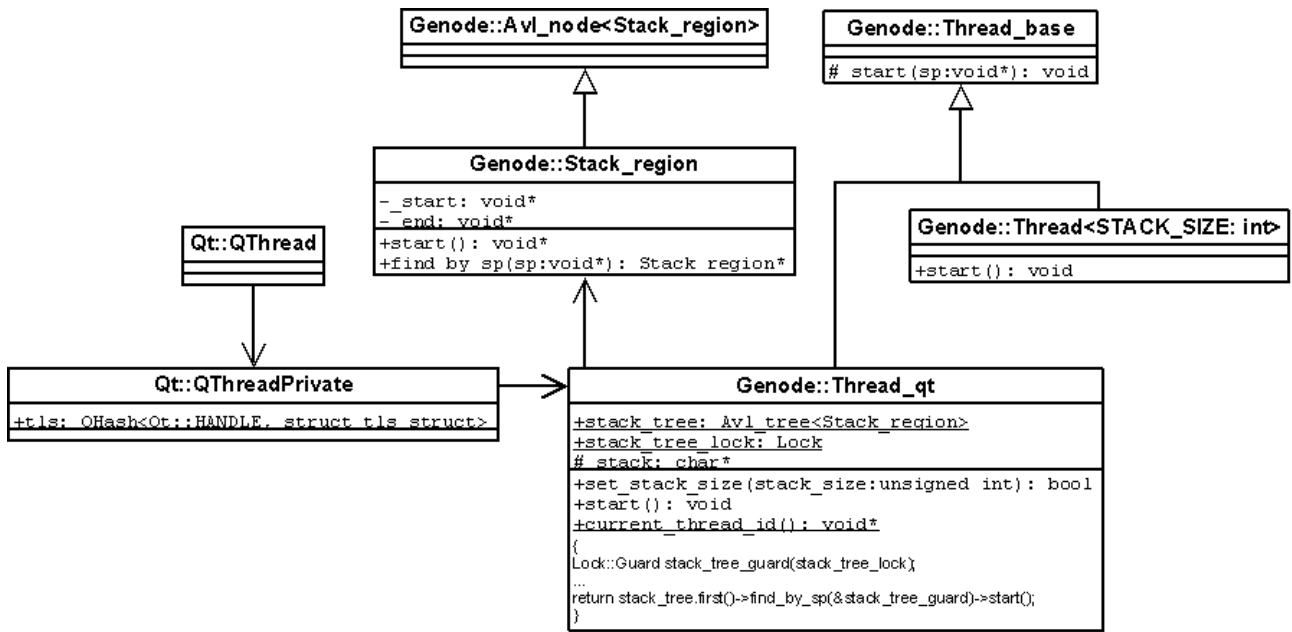 Genode::Avl_node<Stack_region>
Genode::Thread_base
# start(sp:void*): void
Genode::Stack_region
-_start: void*
-_end: void*
+start(): void*
+find_by_sp(sp:void*): Stack_region*
Genode::Thread<STACK_SIZE: int>
+start(): void
Qt::QThread
Qt::QThreadPrivate
+tls: QHash<Qt::HANDLE, struct tls_struct>
Genode::Thread_qt
+stack_tree: Avl_tree<Stack_region>
+stack_tree_lock: Lock
#_stack: char*
+set_stack_size(stack_size:unsigned int): bool
+start(): void
+current_thread_id(): void*
{
Lock::Guard stack_tree_guard(stack_tree_lock);
...
return stack_tree.first()->find_by_sp(&stack_tree_guard)->start();
}